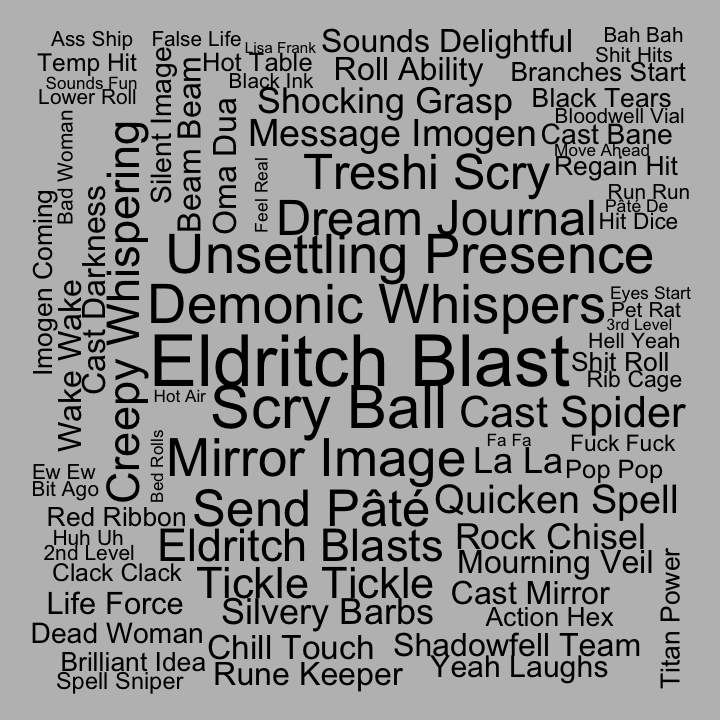 Ass Ship
False Life
Lisa Frank
Sounds Delightful
Bah Bah
Shit Hits
Temp Hit
Hot Table
Roll Ability
Branches Start
Sounds Fun
Black Ink
Lower Roll
Shocking Grasp
Black Tears
Bloodwell Vial
Message Imogen
Cast Bane
Move Ahead
Treshi Scry
Regain Hit
Run Run
Pâté De
Dream Journal
Hit Dice
Silent Image
Beam Beam
Oma Dua
Feel Real
Bad Woman
Imogen Coming
Wake Wake
Cast Darkness
Creepy Whispering
Unsettling Presence
Demonic Whispers
Eyes Start
Pet Rat
3rd Level
Hell Yeah
Eldritch Blast
Shit Roll
Rib Cage
Hot Air
Scry Ball
Cast Spider
Fa Fa
Fuck Fuck
Mirror Image
La La
Pop Pop
Bed Rolls
Ew Ew
Bit Ago
Send Pâté
Quicken Spell
Red Ribbon
Huh Uh
2nd Level
Eldritch Blasts
Rock Chisel
Mourning Veil
Clack Clack
Tickle Tickle
Cast Mirror
Life Force
Silvery Barbs
Action Hex
Titan Power
Dead Woman
Chill Touch
Shadowfell Team
Brilliant Idea
Yeah Laughs
Spell Sniper
Rune Keeper